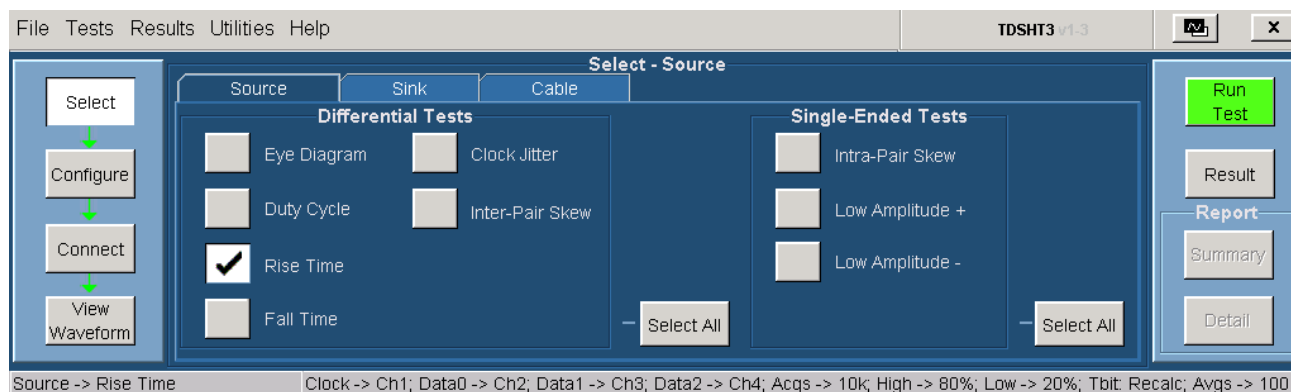 File Tests Results Utilities Help
TDSHT3 v1-3
x
Select - Source
Source Sink Cable
Select
Configure
Connect
View
Waveform
Differential Tests
Eye Diagram
Clock Jitter
Duty Cycle
Inter-Pair Skew
Rise Time
Fall Time
Select All
Single-Ended Tests
Intra-Pair Skew
Low Amplitude +
Low Amplitude -
Select All
Run
Test
Result
Report
Summary
Detail
Source -> Rise Time
Clock -> Ch1; Data0 -> Ch2; Data1 -> Ch3; Data2 -> Ch4; Acqs -> 10k; High -> 80%; Low -> 20%; Tbit: Recalc; Avgs -> 100